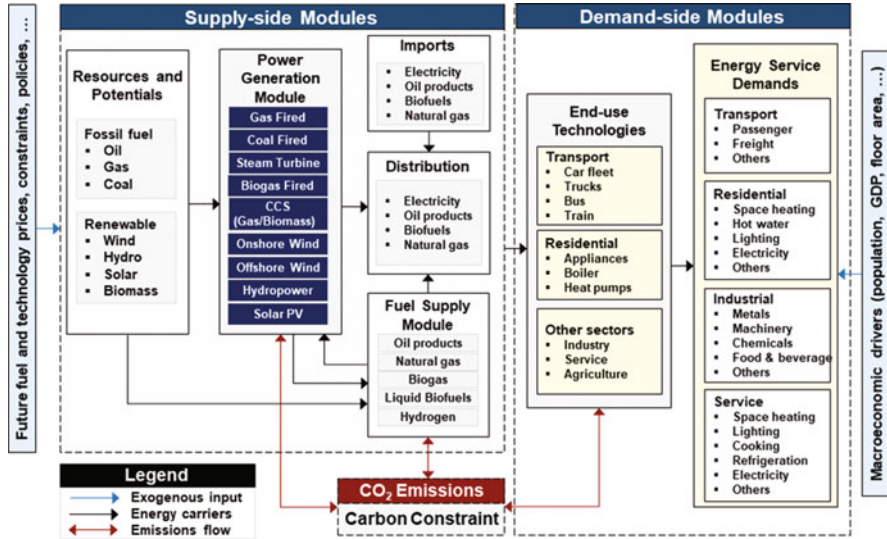 Future fuel and technology prices, constraints, policies, ...
Supply-side Modules
Resources and
Potentials
Fossil fuel
▪ Oil
▪ Gas
▪ Coal
Renewable
▪ Wind
▪ Hydro
▪ Solar
▪ Biomass
Power
Generation
Module
Gas Fired
Coal Fired
Steam Turbine
Biogas Fired
CCS
(Gas/Biomass)
Onshore Wind
Offshore Wind
Hydropower
Solar PV
Imports
▪ Electricity
▪ Oil products
▪ Biofuels
▪ Natural gas
Distribution
▪ Electricity
▪ Oil products
▪ Biofuels
▪ Natural gas
Fuel Supply
Module
Oil products
Natural gas
Biogas
Liquid Biofuels
Hydrogen
Demand-side Modules
End-use
Technologies
Transport
▪ Car fleet
▪ Trucks
▪ Bus
▪ Train
Residential
▪ Appliances
▪ Boiler
▪ Heat pumps
Other sectors
▪ Industry
▪ Service
▪ Agriculture
Energy Service
Demands
Transport
▪ Passenger
▪ Freight
▪ Others
Residential
▪ Space heating
▪ Hot water
▪ Lighting
▪ Electricity
▪ Others
Industrial
▪ Metals
▪ Machinery
▪ Chemicals
▪ Food & beverage
▪ Others
Service
▪ Space heating
▪ Lighting
▪ Cooking
▪ Refrigeration
▪ Electricity
▪ Others
Macroeconomic drivers (population, GDP, floor area, ...)
Legend
Exogenous input
Energy carriers
Emissions flow
CO₂ Emissions
Carbon Constraint